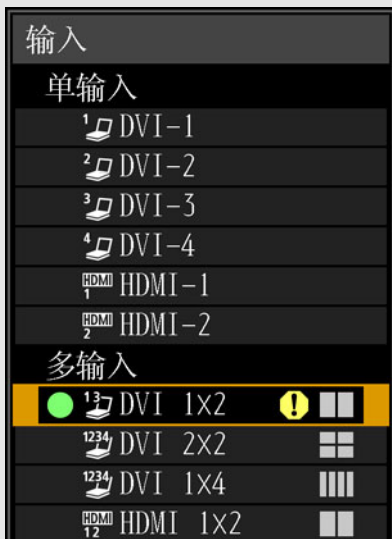 输入
单输入
1 DVI-1
2 DVI-2
3 DVI-3
4 DVI-4
HDMI 1 HDMI-1
HDMI 2 HDMI-2
多输入
13 DVI 1X2 !
1234 DVI 2X2
1234 DVI 1X4
HDMI 12 HDMI 1X2